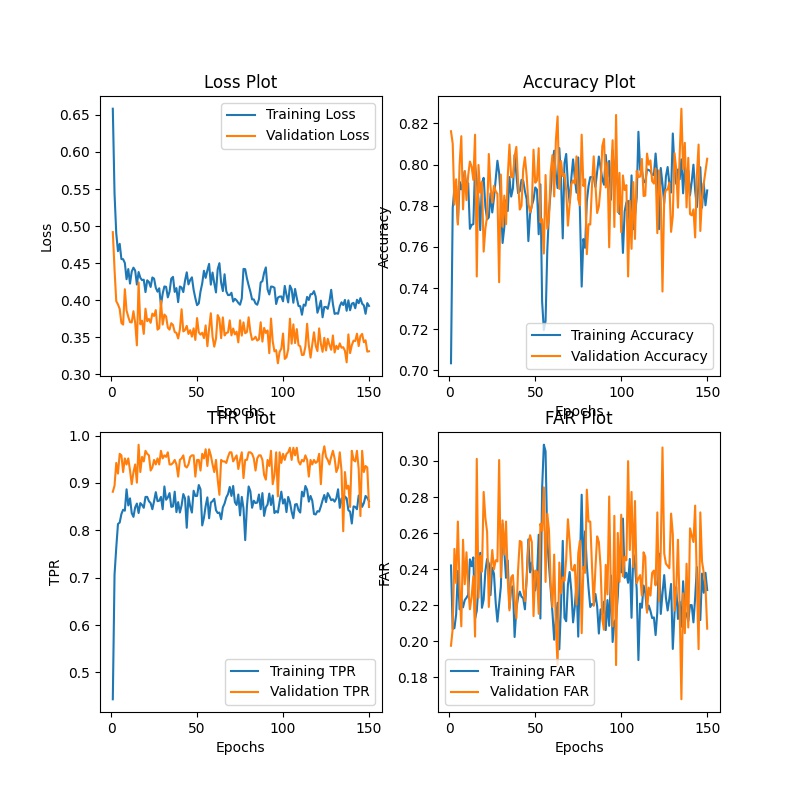 Loss Plot
0.65
0.60
0.55
0.50
0.45
0.40
0.35
0.30
Loss
Training Loss
Validation Loss
0 50 100 150
Epochs
Accuracy Plot
0.82
0.80
0.78
0.76
0.74
0.72
0.70
Accuracy
Training Accuracy
Validation Accuracy
0 50 100 150
Epochs
TPR Plot
1.0
0.9
0.8
0.7
0.6
0.5
TPR
Training TPR
Validation TPR
0 50 100 150
Epochs
FAR Plot
0.30
0.28
0.26
0.24
0.22
0.20
0.18
FAR
Training FAR
Validation FAR
0 50 100 150
Epochs